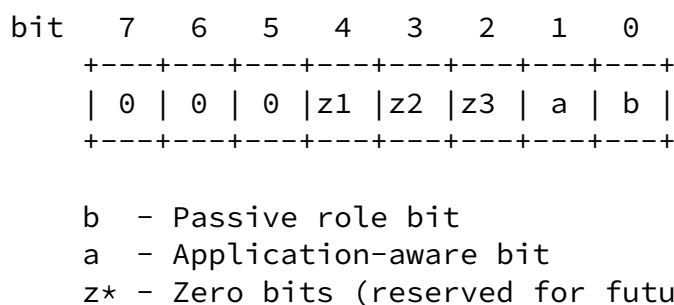 bit 7 6 5 4 3 2 1 0
+---+---+---+---+---+---+---+---+
| 0 | 0 | 0 |z1 |z2 |z3 | a | b |
+---+---+---+---+---+---+---+---+
b - Passive role bit
a - Application-aware bit
z* - Zero bits (reserved for futu